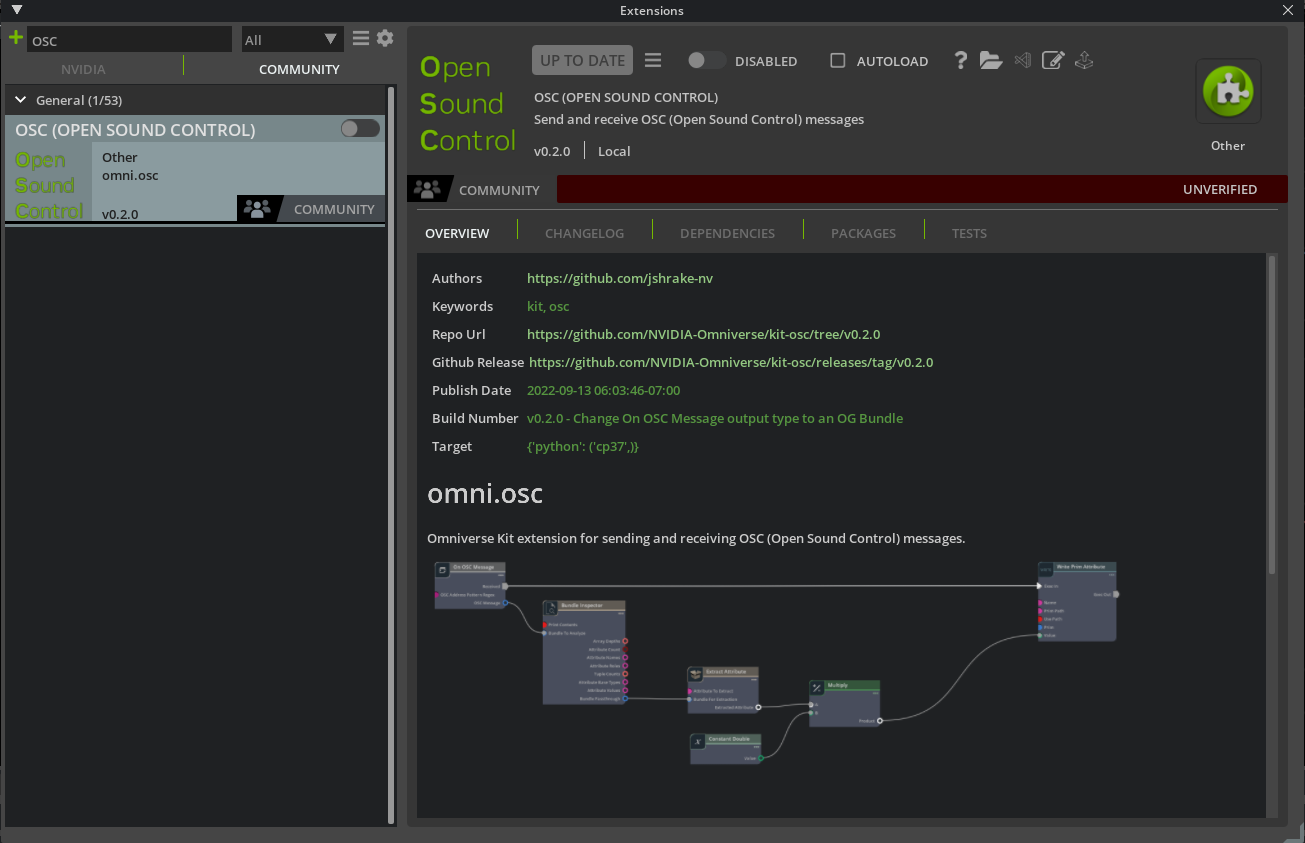 Extensions
OSC
All
NVIDIA
COMMUNITY
General (1/53)
OSC (OPEN SOUND CONTROL)
Open
Sound
Control
Other
omni.osc
v0.2.0
COMMUNITY
Open
Sound
Control
UP TO DATE
DISABLED
AUTOLOAD
OSC (OPEN SOUND CONTROL)
Send and receive OSC (Open Sound Control) messages
v0.2.0
Local
Other
COMMUNITY
UNVERIFIED
OVERVIEW
CHANGELOG
DEPENDENCIES
PACKAGES
TESTS
Authors https://github.com/jshrake-nv
Keywords kit, osc
Repo Url https://github.com/NVIDIA-Omniverse/kit-osc/tree/v0.2.0
Github Release https://github.com/NVIDIA-Omniverse/kit-osc/releases/tag/v0.2.0
Publish Date 2022-09-13 06:03:46-07:00
Build Number v0.2.0 - Change On OSC Message output type to an OG Bundle
Target {'python': ('cp37',)}
omni.osc
Omniverse Kit extension for sending and receiving OSC (Open Sound Control) messages.
On OSC Message
Received
OSC Message
Bundle Inspector
Print Contents
Bundle To Analyze
Array Depths
Attribute Count
Attribute Names
Attribute Roles
Tuple Counts
Attribute Base Types
Attribute Values
Bundle Passthrough
Extract Attribute
Attribute To Extract
Bundle For Extraction
Extracted Attribute
Constant Double
Value
Multiply
A
B
Product
Write Prim Attribute
Exec In
Exec Out
Name
Prim Path
Use Path
Prim
Value